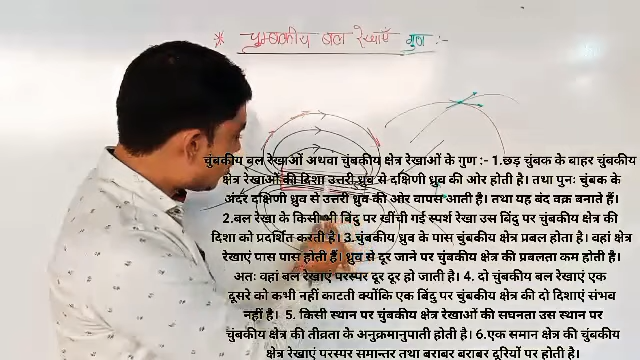 * चुम्बकीय बल रेखाएँ गुण :-
चुंबकीय बल रेखाओं अथवा चुंबकीय क्षेत्र रेखाओं के गुण :- 1.छड़ चुंबक के बाहर चुंबकीय
क्षेत्र रेखाओं की दिशा उत्तरी ध्रुव से दक्षिणी ध्रुव की ओर होती है। तथा पुनः चुंबक के
अंदर दक्षिणी ध्रुव से उत्तरी ध्रुव की ओर वापस आती है। तथा यह बंद वक्र बनाते हैं।
2.बल रेखा के किसी भी बिंदु पर खींची गई स्पर्श रेखा उस बिंदु पर चुंबकीय क्षेत्र की
दिशा को प्रदर्शित करती है। 3.चुंबकीय ध्रुव के पास चुंबकीय क्षेत्र प्रबल होता है। वहां क्षेत्र
रेखाएं पास पास होती हैं। ध्रुव से दूर जाने पर चुंबकीय क्षेत्र की प्रबलता कम होती है।
अतः वहां बल रेखाएं परस्पर दूर दूर हो जाती है। 4. दो चुंबकीय बल रेखाएं एक
दूसरे को कभी नहीं काटती क्योंकि एक बिंदु पर चुंबकीय क्षेत्र की दो दिशाएं संभव
नहीं है। 5. किसी स्थान पर चुंबकीय क्षेत्र रेखाओं की सघनता उस स्थान पर
चुंबकीय क्षेत्र की तीव्रता के अनुक्रमानुपाती होती है। 6.एक समान क्षेत्र की चुंबकीय
क्षेत्र रेखाएं परस्पर समान्तर तथा बराबर बराबर दूरियों पर होती है।